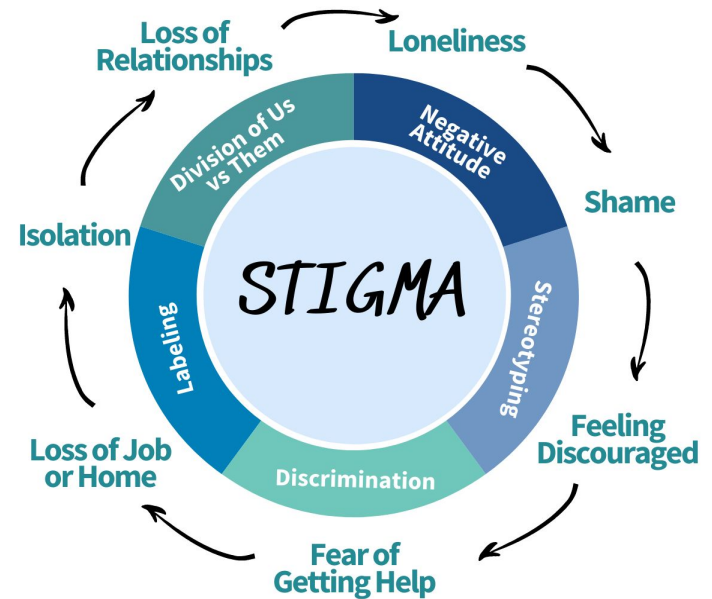 Loss of
Relationships
Loneliness
Shame
Feeling
Discouraged
Fear of
Getting Help
Loss of Job
or Home
Isolation
Division of Us
vs Them
Negative
Attitude
Stereotyping
Discrimination
Labeling
STIGMA